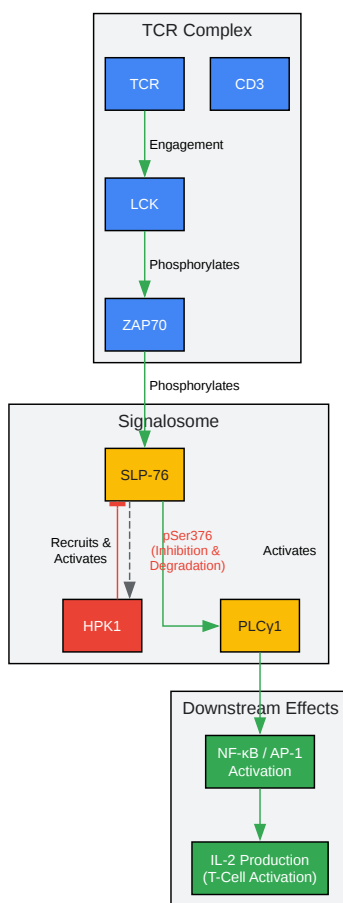 TCR Complex
TCR
CD3
Engagement
LCK
Phosphorylates
ZAP70
Phosphorylates
Signalosome
SLP-76
Recruits &
Activates
pSer376
(Inhibition &
Degradation)
Activates
HPK1
PLCγ1
Downstream Effects
NF-κB / AP-1
Activation
IL-2 Production
(T-Cell Activation)